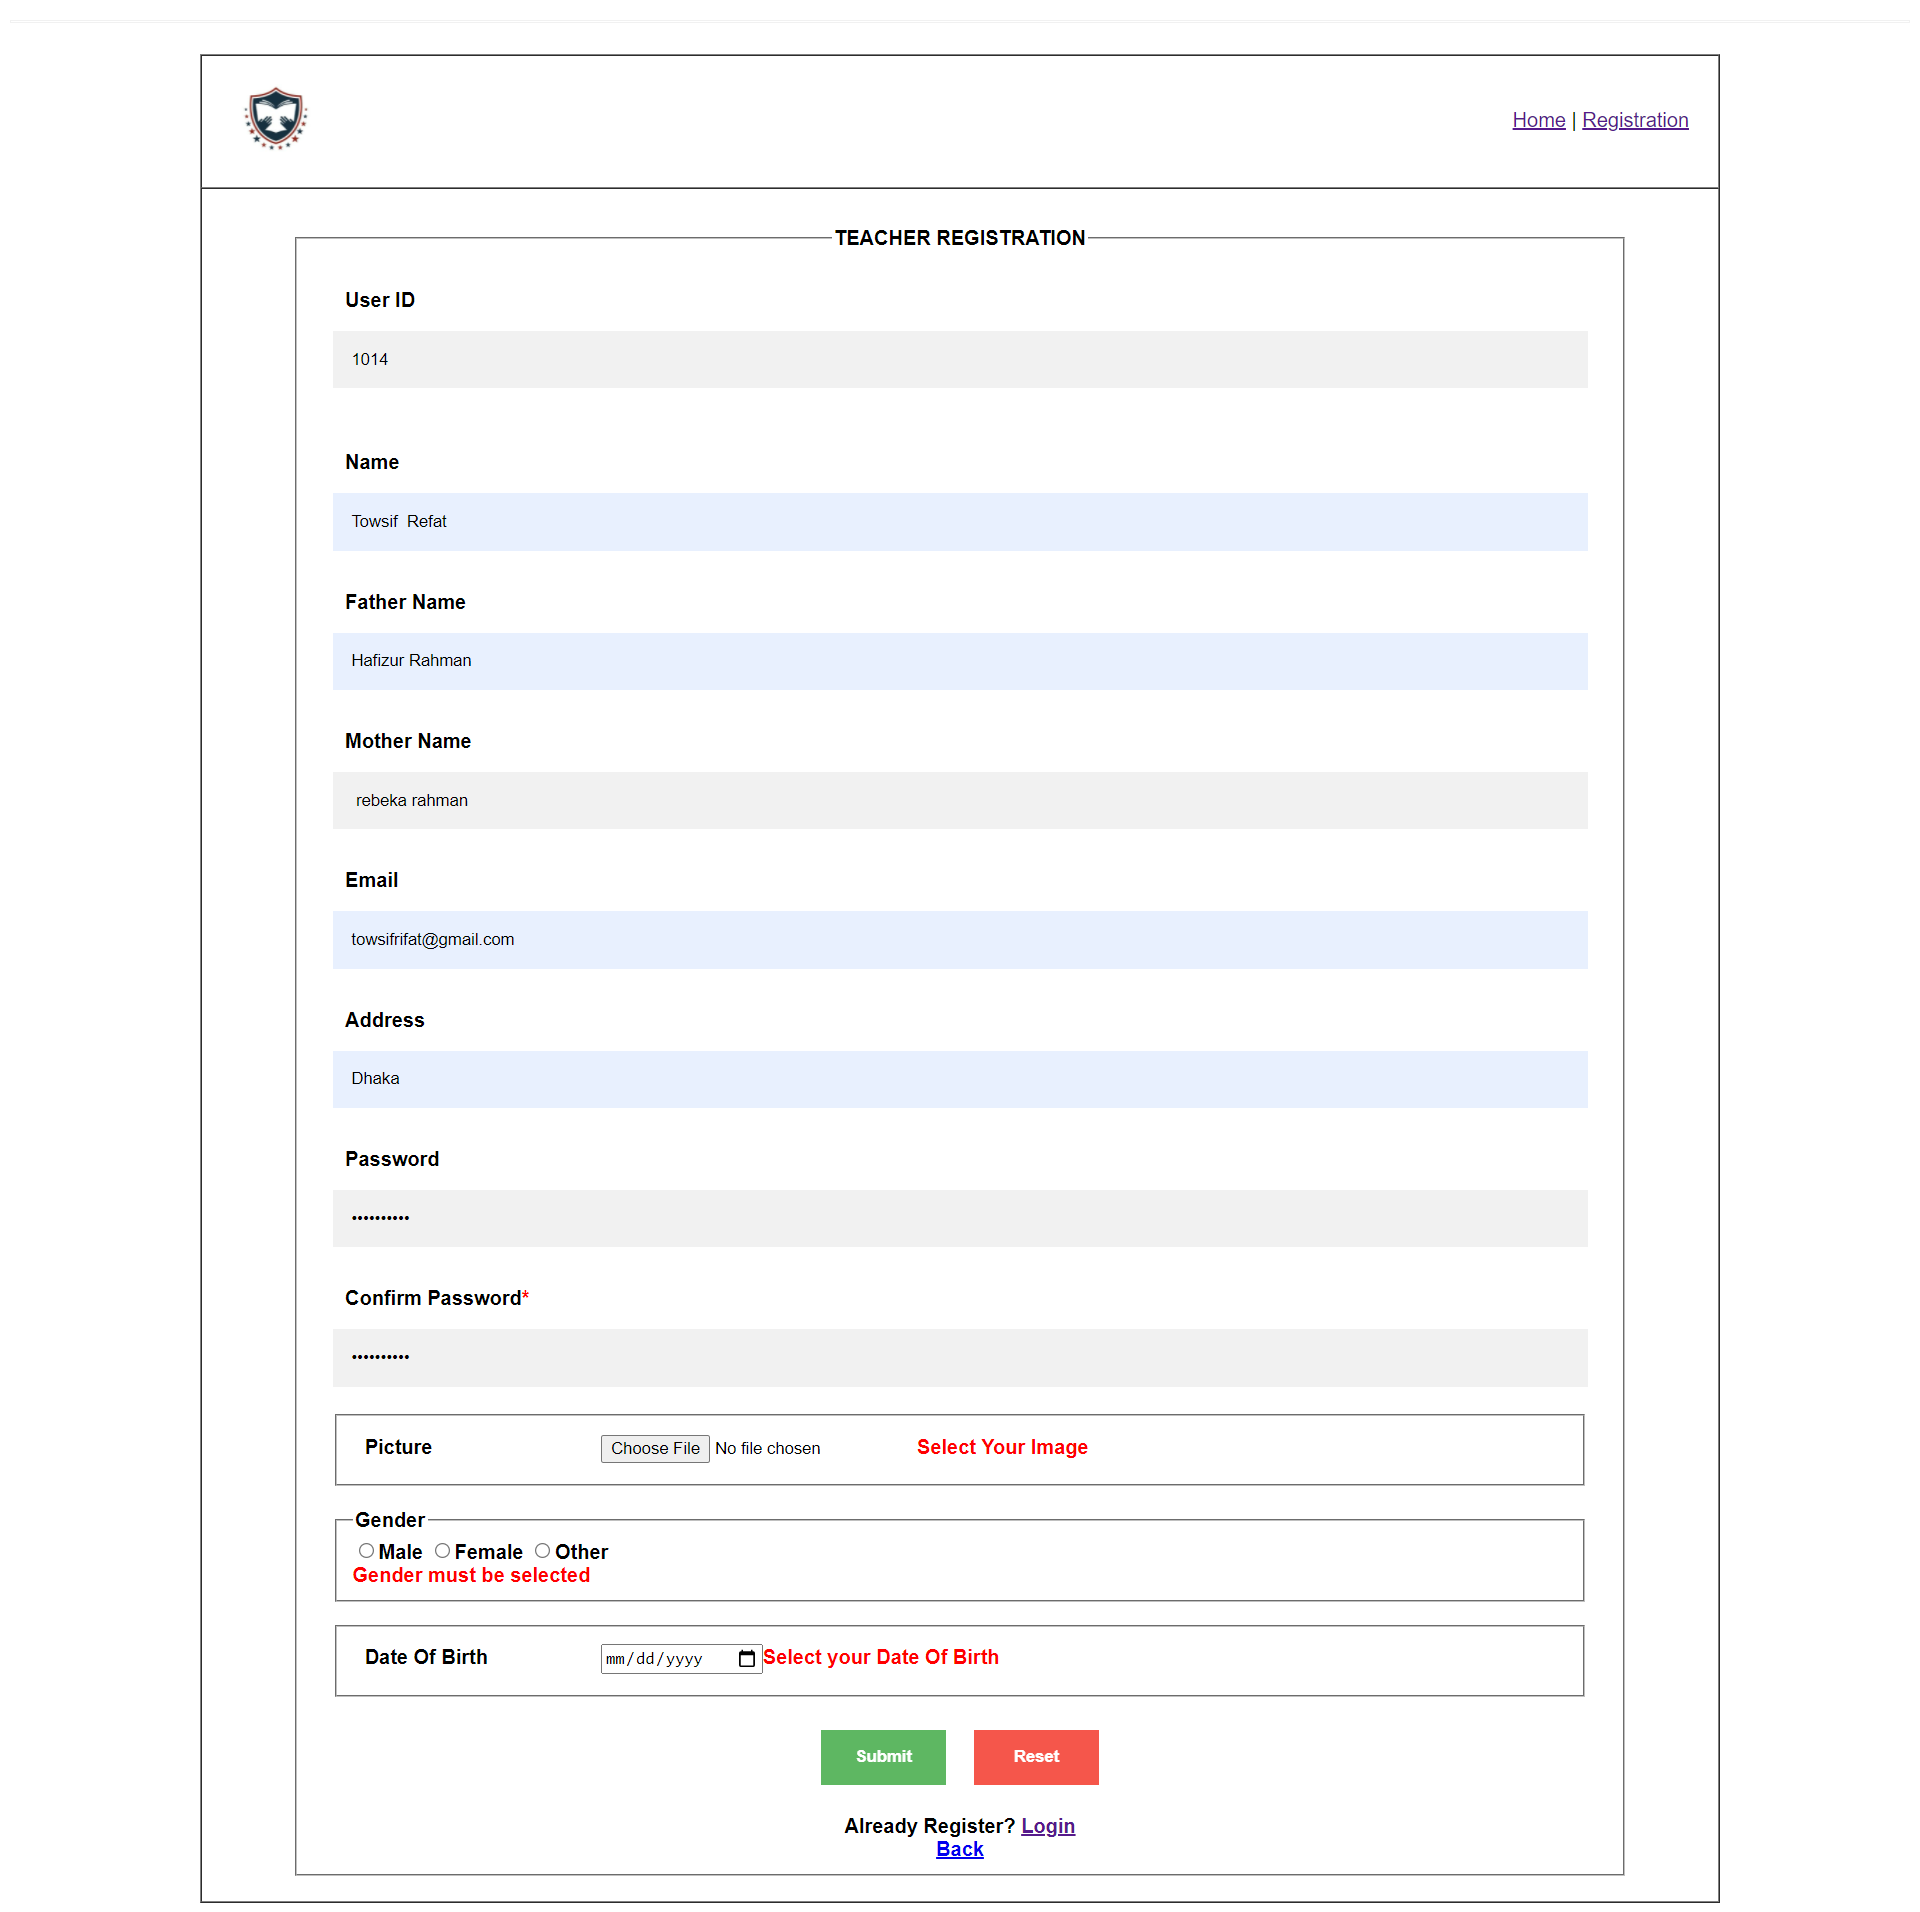 Home | Registration
TEACHER REGISTRATION
User ID
1014
Name
Towsif  Refat
Father Name
Hafizur Rahman
Mother Name
rebeka rahman
Email
towsifrifat@gmail.com
Address
Dhaka
Password
••••••••••
Confirm Password*
••••••••••
Picture Choose File No file chosen Select Your Image
Gender
Male Female Other
Gender must be selected
Date Of Birth mm/dd/yyyy Select your Date Of Birth
Submit Reset
Already Register? Login
Back